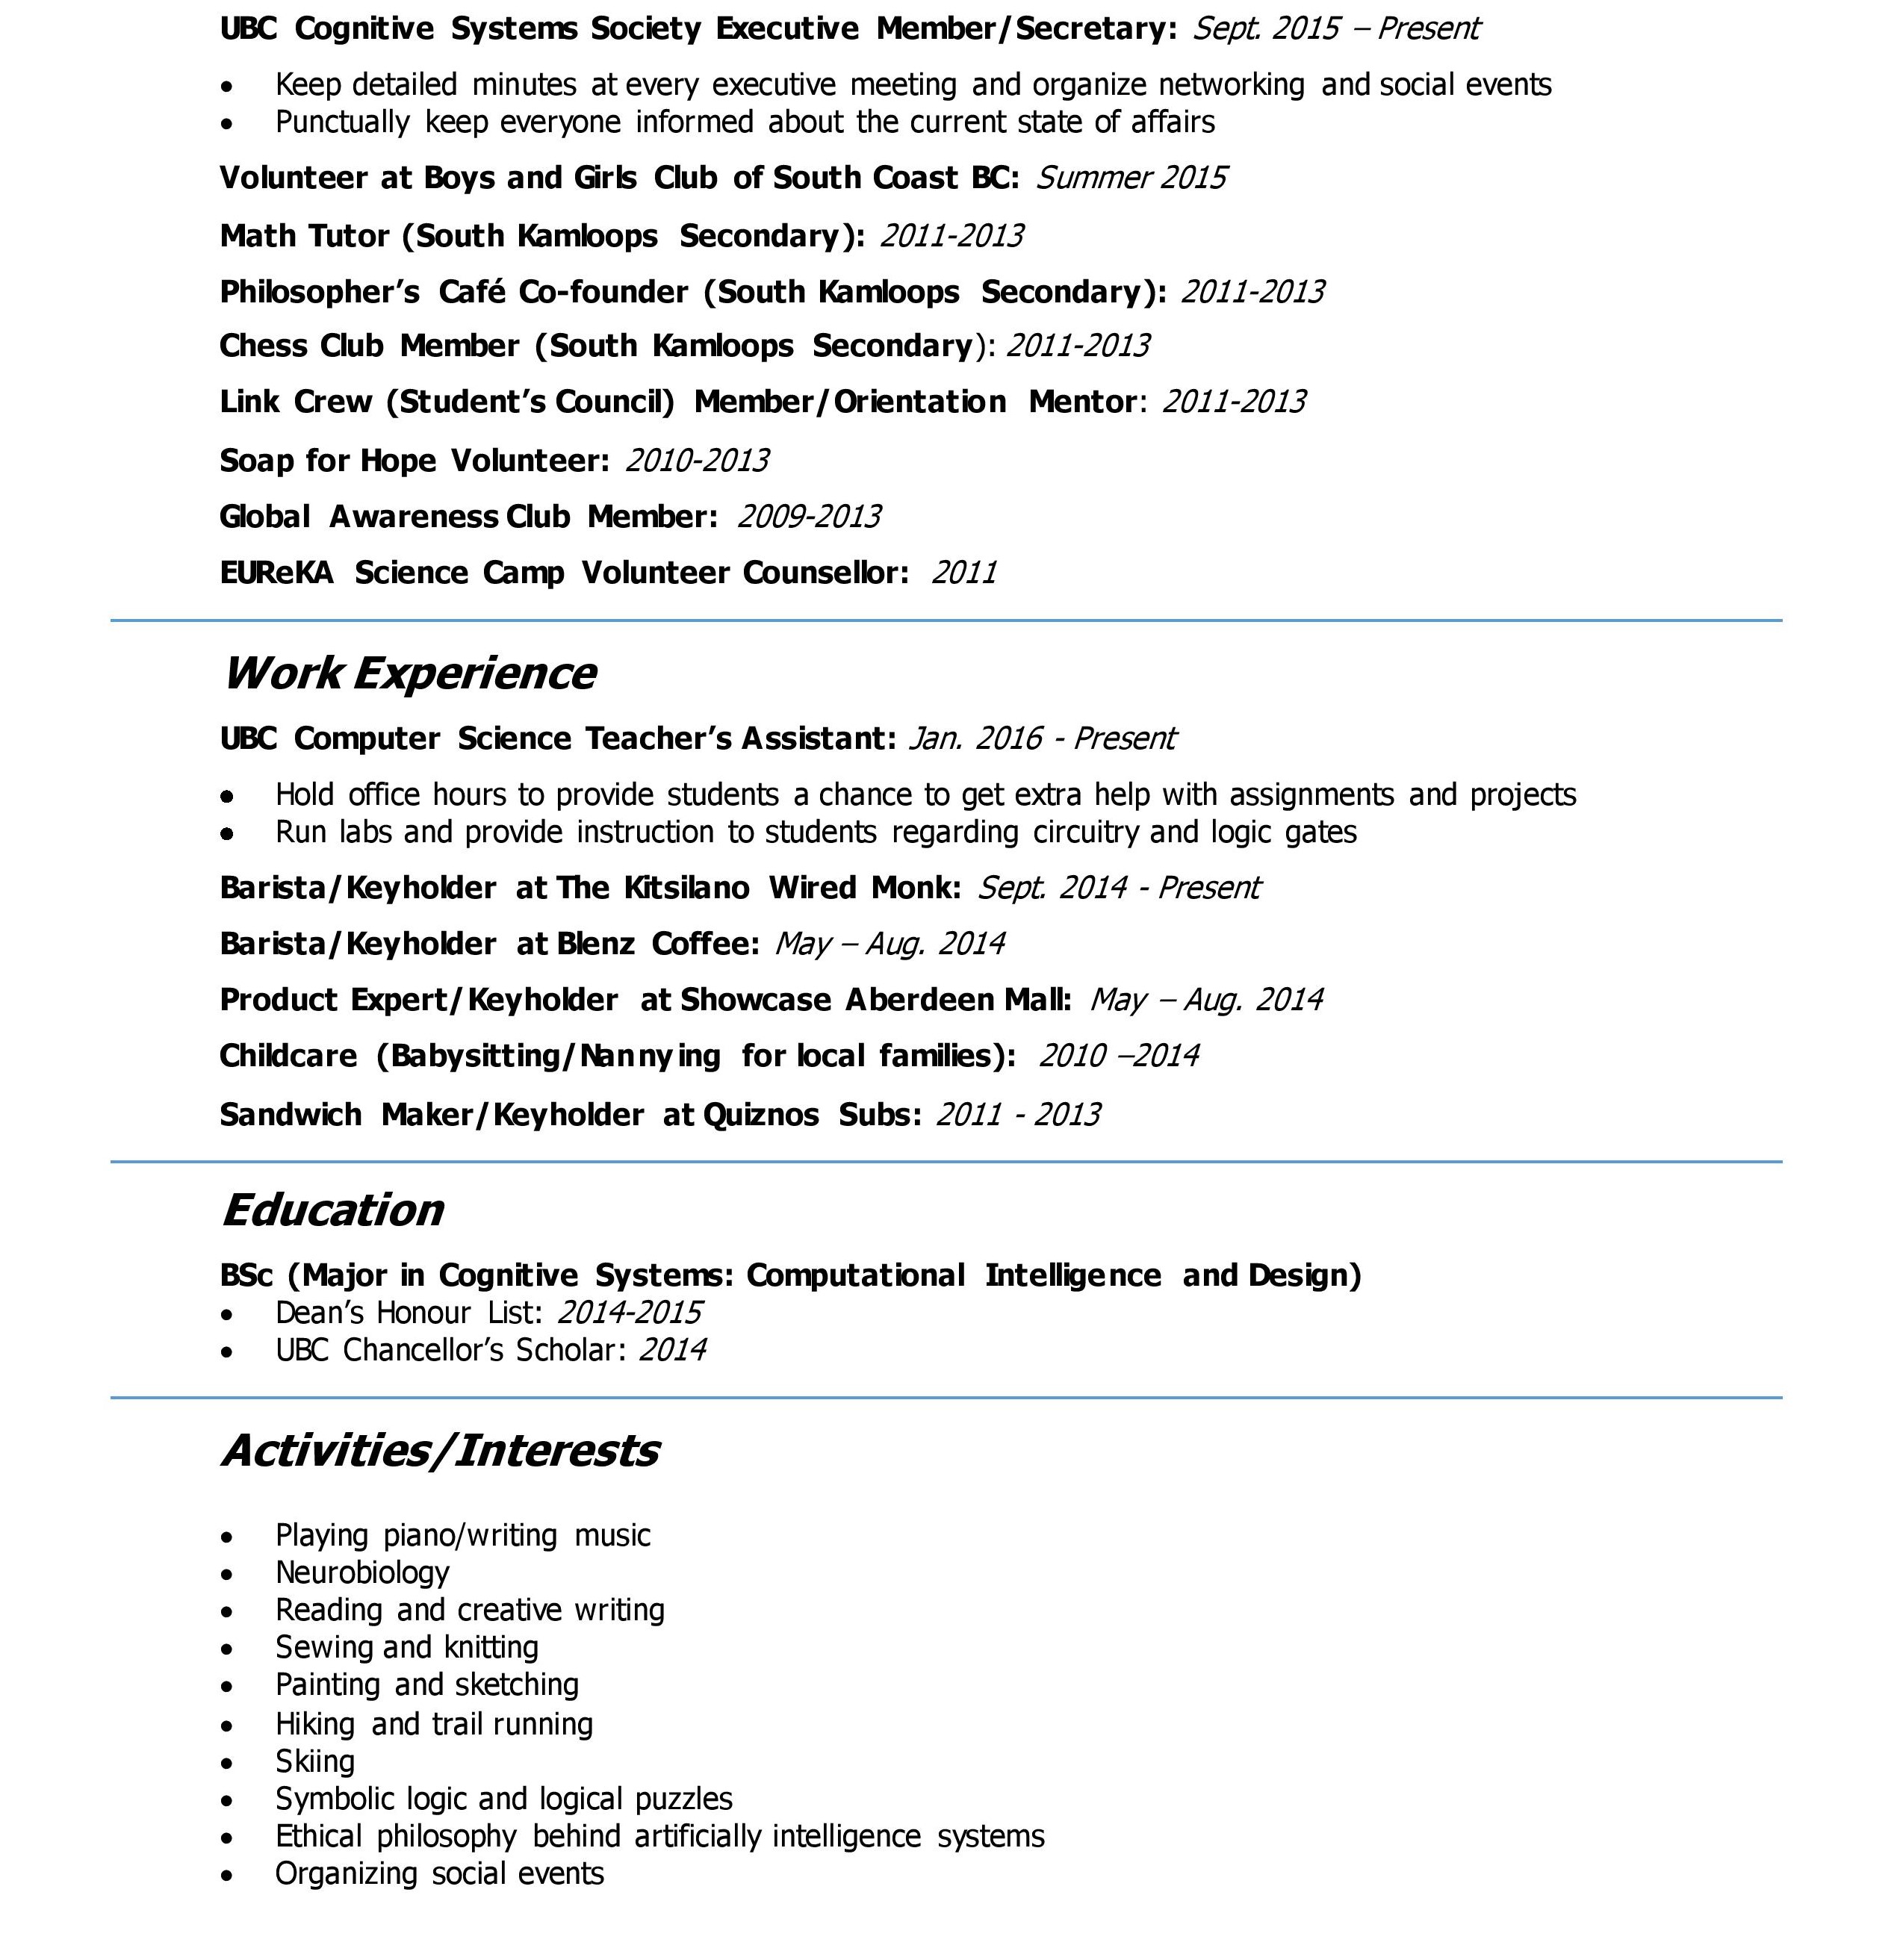 UBC Cognitive Systems Society Executive Member/Secretary: Sept. 2015 – Present
• Keep detailed minutes at every executive meeting and organize networking and social events
• Punctually keep everyone informed about the current state of affairs
Volunteer at Boys and Girls Club of South Coast BC: Summer 2015
Math Tutor (South Kamloops Secondary): 2011-2013
Philosopher’s Café Co-founder (South Kamloops Secondary): 2011-2013
Chess Club Member (South Kamloops Secondary): 2011-2013
Link Crew (Student’s Council) Member/Orientation Mentor: 2011-2013
Soap for Hope Volunteer: 2010-2013
Global Awareness Club Member: 2009-2013
EUReKA Science Camp Volunteer Counsellor: 2011
Work Experience
UBC Computer Science Teacher’s Assistant: Jan. 2016 - Present
• Hold office hours to provide students a chance to get extra help with assignments and projects
• Run labs and provide instruction to students regarding circuitry and logic gates
Barista/Keyholder at The Kitsilano Wired Monk: Sept. 2014 - Present
Barista/Keyholder at Blenz Coffee: May – Aug. 2014
Product Expert/Keyholder at Showcase Aberdeen Mall: May – Aug. 2014
Childcare (Babysitting/Nannying for local families): 2010 –2014
Sandwich Maker/Keyholder at Quiznos Subs: 2011 - 2013
Education
BSc (Major in Cognitive Systems: Computational Intelligence and Design)
• Dean’s Honour List: 2014-2015
• UBC Chancellor’s Scholar: 2014
Activities/Interests
• Playing piano/writing music
• Neurobiology
• Reading and creative writing
• Sewing and knitting
• Painting and sketching
• Hiking and trail running
• Skiing
• Symbolic logic and logical puzzles
• Ethical philosophy behind artificially intelligence systems
• Organizing social events